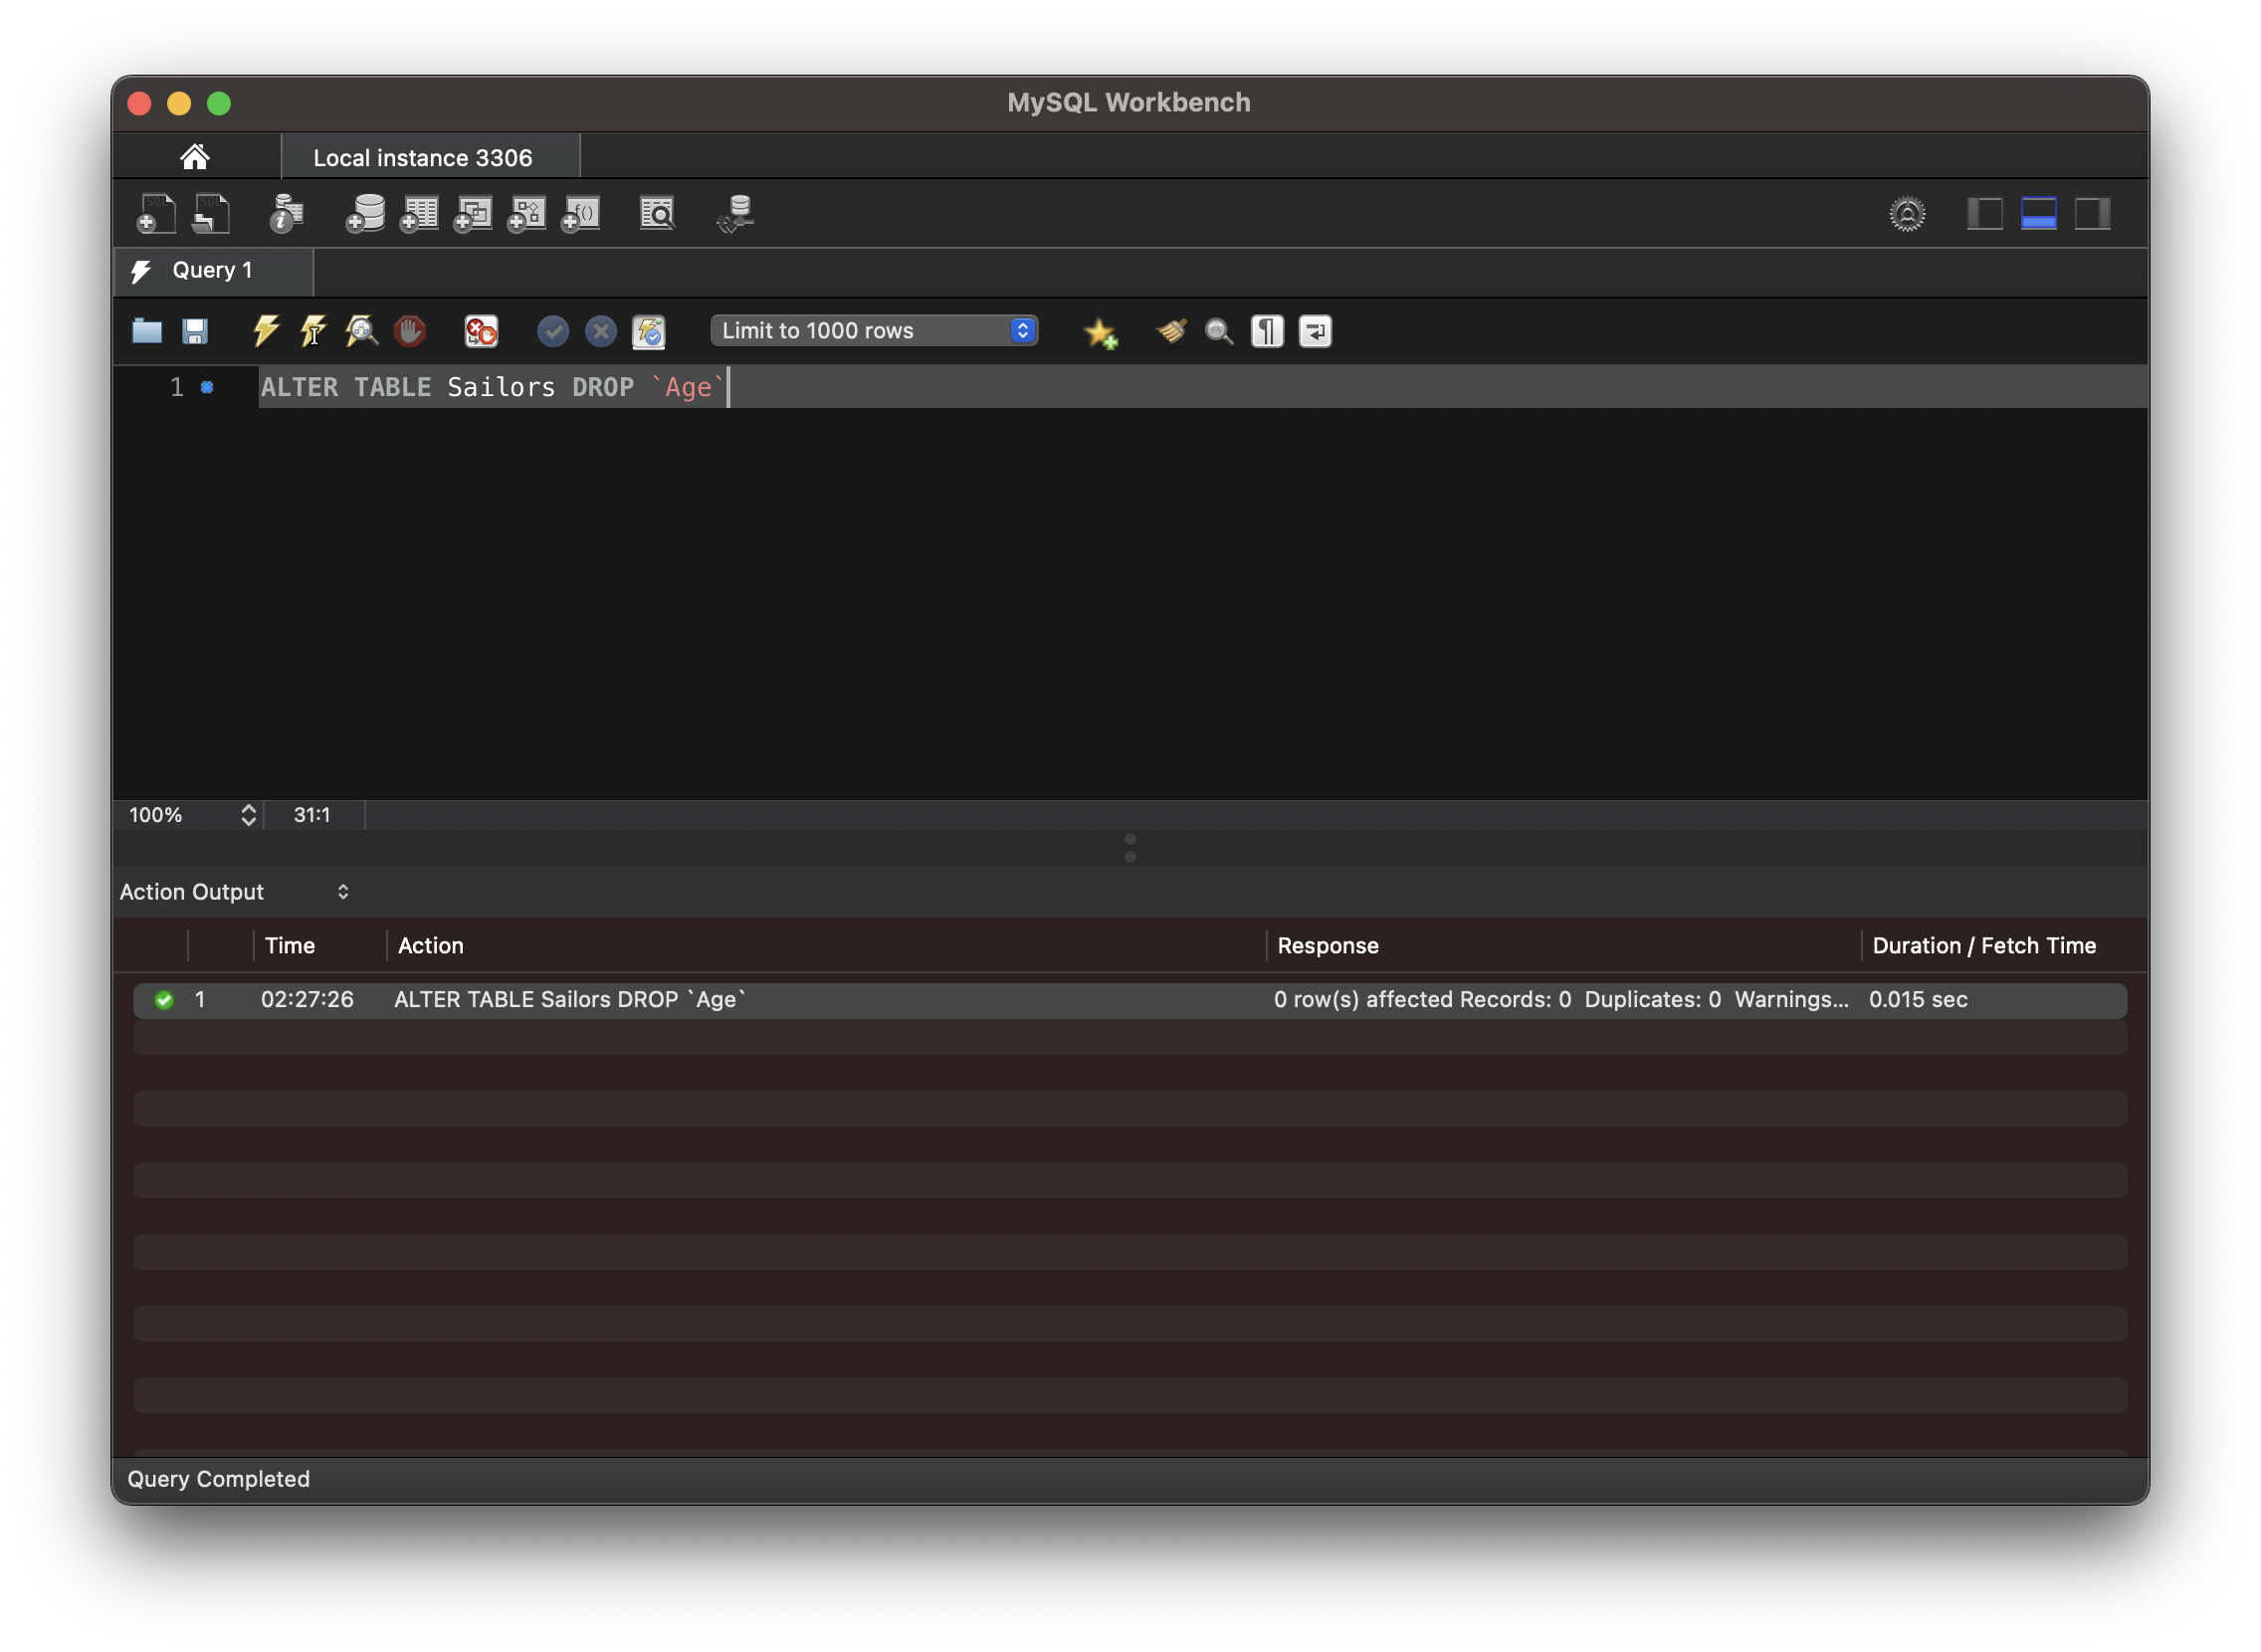 MySQL Workbench
Local instance 3306
Query 1
Limit to 1000 rows
1 ALTER TABLE Sailors DROP `Age`
100% 31:1
Action Output
Time Action Response Duration / Fetch Time
1 02:27:26 ALTER TABLE Sailors DROP `Age` 0 row(s) affected Records: 0  Duplicates: 0  Warnings... 0.015 sec
Query Completed